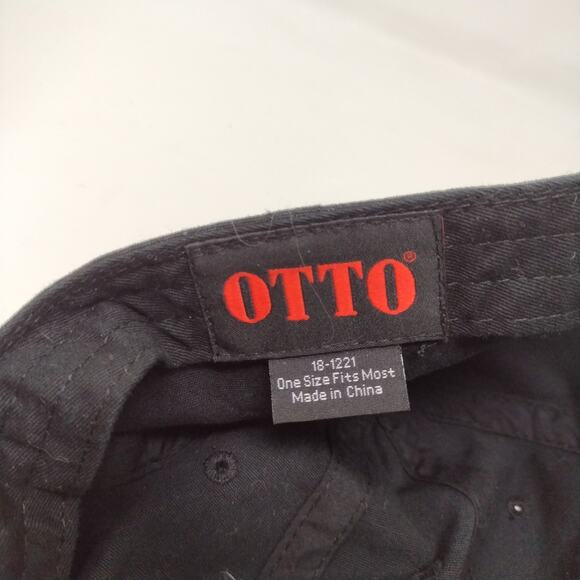 OTTO®
18-1221
One Size Fits Most
Made in China